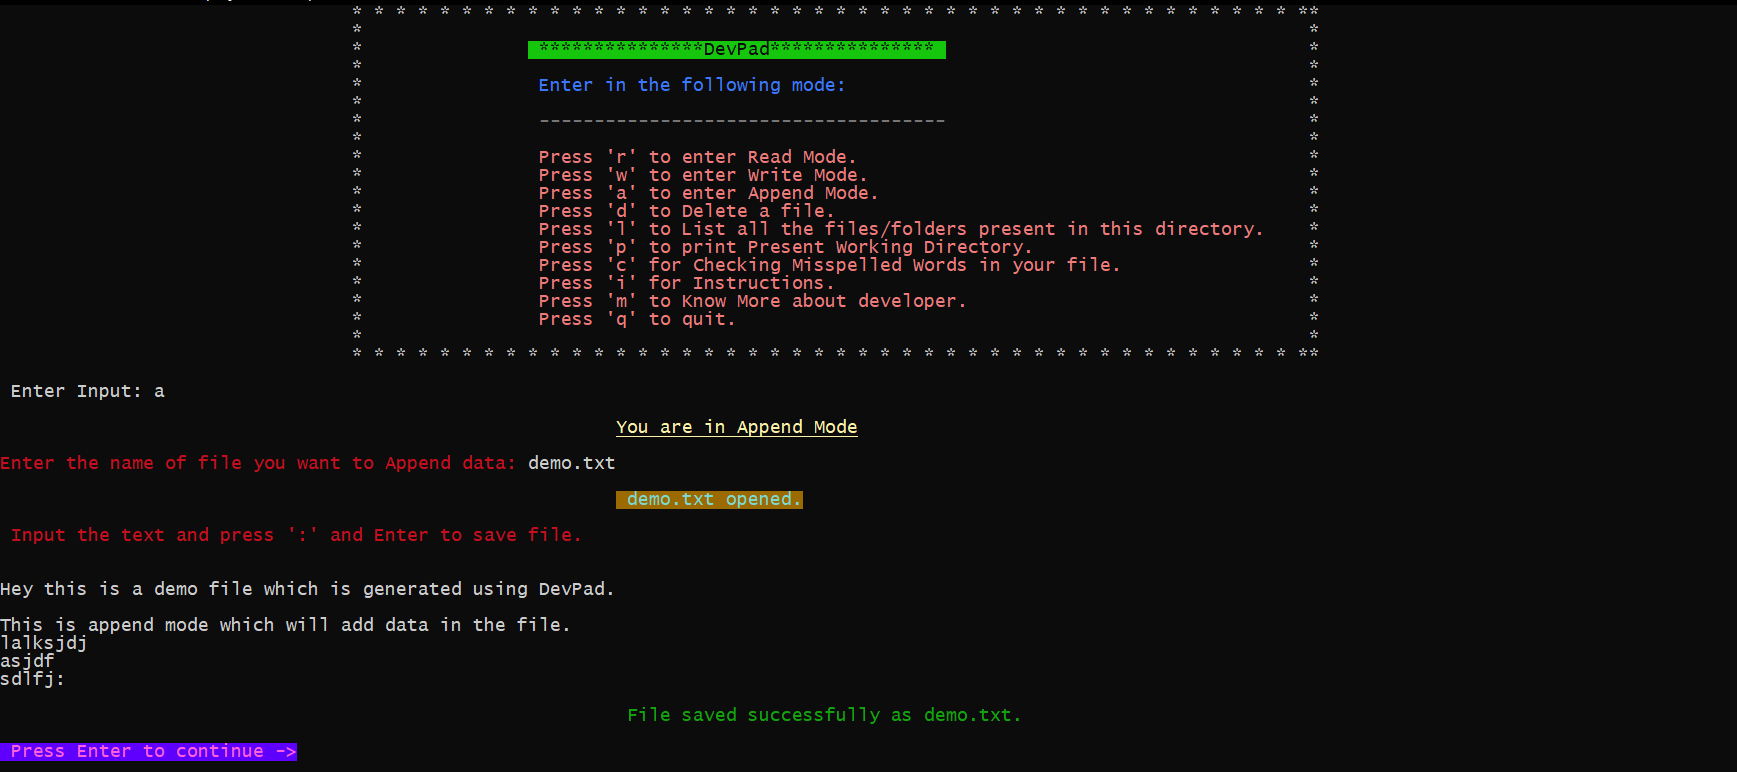 * * * * * * * * * * * * * * * * * * * * * * * * * * * * * * * * * * * * * * * * * * * **
* *
* ***************DevPad*************** *
* *
* Enter in the following mode: *
* *
* ------------------------------------- *
* *
* Press 'r' to enter Read Mode. *
* Press 'w' to enter Write Mode. *
* Press 'a' to enter Append Mode. *
* Press 'd' to Delete a file. *
* Press 'l' to List all the files/folders present in this directory. *
* Press 'p' to print Present Working Directory. *
* Press 'c' for Checking Misspelled Words in your file. *
* Press 'i' for Instructions. *
* Press 'm' to Know More about developer. *
* Press 'q' to quit. *
* *
* * * * * * * * * * * * * * * * * * * * * * * * * * * * * * * * * * * * * * * * * * * **
Enter Input: a
You are in Append Mode
Enter the name of file you want to Append data: demo.txt
demo.txt opened.
Input the text and press ':' and Enter to save file.
Hey this is a demo file which is generated using DevPad.
This is append mode which will add data in the file.
lalksjdj
asjdf
sdlfj:
File saved successfully as demo.txt.
Press Enter to continue ->